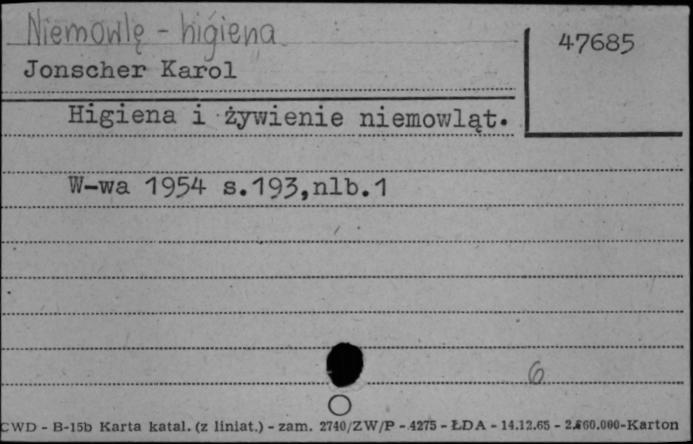 Niemowlę - higiena
47685
Jonscher Karol
Higiena i żywienie niemowląt.
W-wa 1954 s.193,nlb.1
6
CWD - B-15b Karta katal. (z liniat.) - zam. 2740/ZW/P - 4275 - ŁDA - 14.12.65 - 2.860.000-Karton